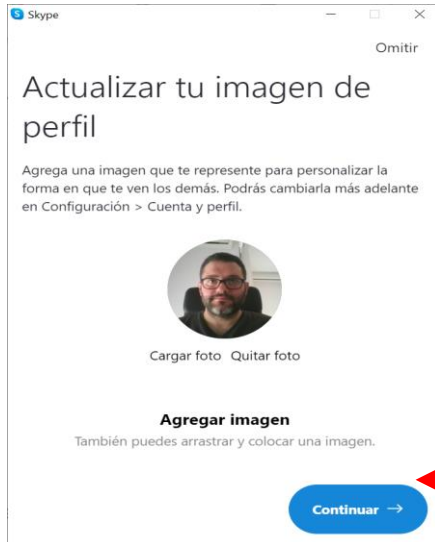 Skype
Omitir
Actualizar tu imagen de
perfil
Agrega una imagen que te represente para personalizar la
forma en que te ven los demás. Podrás cambiarla más adelante
en Configuración > Cuenta y perfil.
Cargar foto Quitar foto
Agregar imagen
También puedes arrastrar y colocar una imagen.
Continuar →